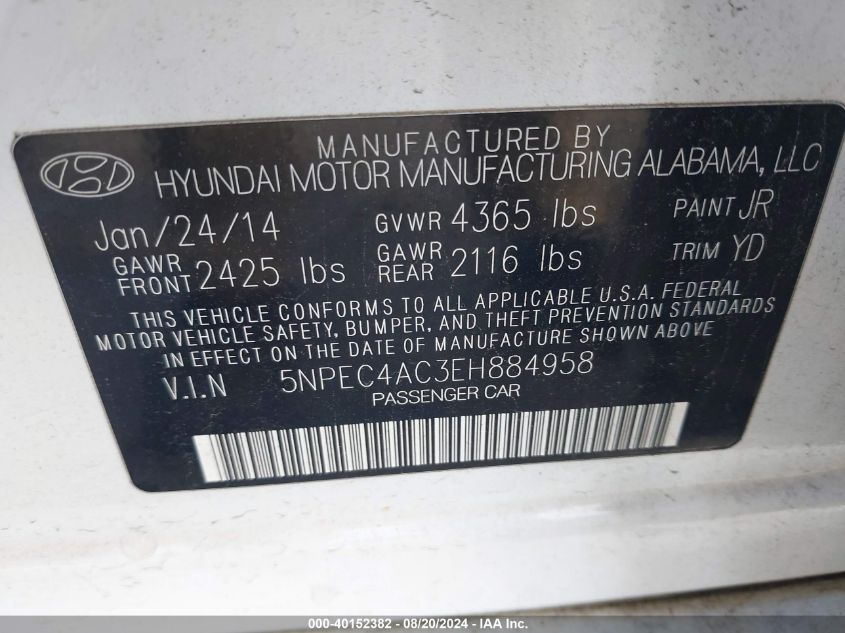 MANUFACTURED BY
HYUNDAI MOTOR MANUFACTURING ALABAMA, LLC
Jan/24/14 GVWR 4365 lbs PAINT JR
GAWR FRONT 2425 lbs GAWR REAR 2116 lbs TRIM YD
THIS VEHICLE CONFORMS TO ALL APPLICABLE U.S.A. FEDERAL
MOTOR VEHICLE SAFETY, BUMPER, AND THEFT PREVENTION STANDARDS
IN EFFECT ON THE DATE OF MANUFACTURE SHOWN ABOVE
V.I.N 5NPEC4AC3EH884958
PASSENGER CAR
000-40152382 - 08/20/2024 - IAA Inc.